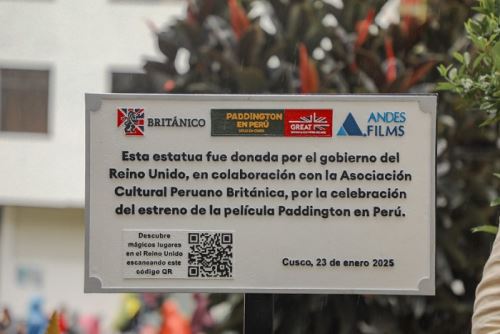 BRITÁNICO
PADDINGTON
EN PERÚ
GREAT
ANDES
FILMS
Esta estatua fue donada por el gobierno del
Reino Unido, en colaboración con la Asociación
Cultural Peruano Británica, por la celebración
del estreno de la película Paddington en Perú.
Descubre
mágicos lugares
en el Reino Unido
escaneando este
código QR
Cusco, 23 de enero 2025